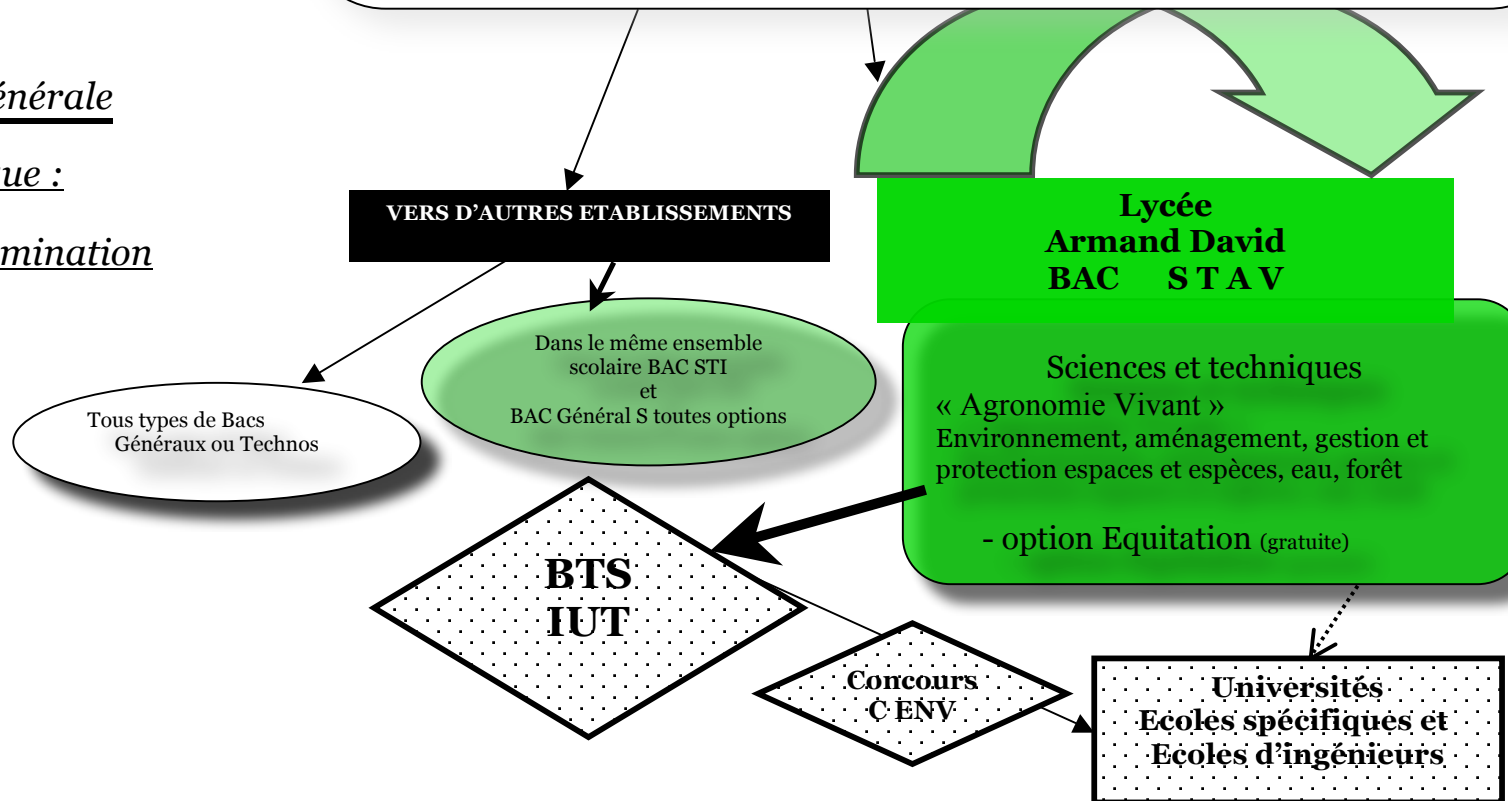 énérale
ue :
mination
VERS D’AUTRES ETABLISSEMENTS
Lycée
Armand David
BAC S T A V
Dans le même ensemble
scolaire BAC STI
et
BAC Général S toutes options
Tous types de Bacs
Généraux ou Technos
Sciences et techniques
« Agronomie Vivant »
Environnement, aménagement, gestion et
protection espaces et espèces, eau, forêt
- option Equitation (gratuite)
BTS
IUT
Concours
C ENV
Universités
Ecoles spécifiques et
Ecoles d’ingénieurs